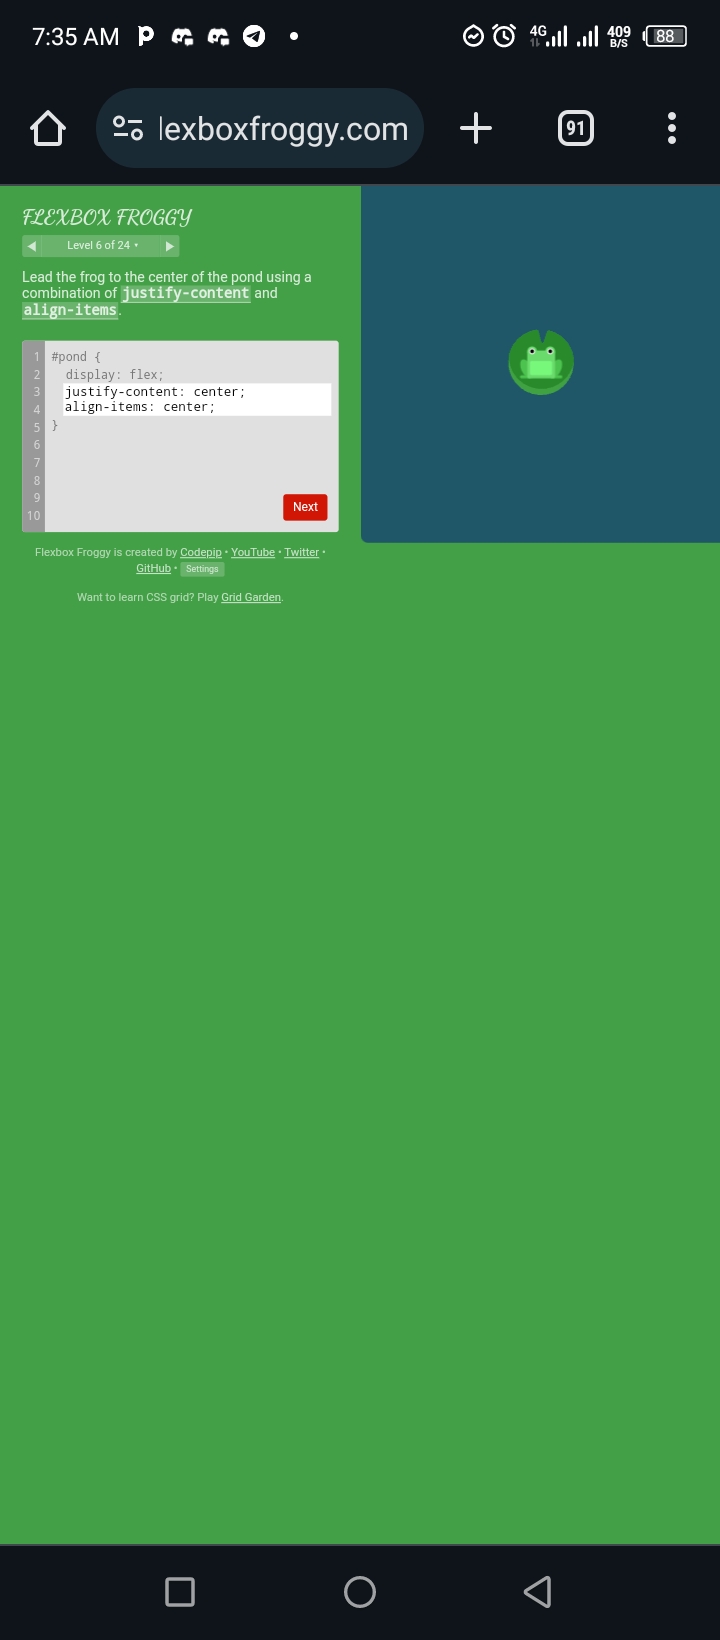 7:35 AM
4G
409
B/S
88
lexboxfroggy.com
91
FLEXBOX FROGGY
Level 6 of 24
Lead the frog to the center of the pond using a
combination of justify-content and
align-items.
1 #pond {
2 display: flex;
3 justify-content: center;
4 align-items: center;
5 }
6
7
8
9
10
Next
Flexbox Froggy is created by Codepip • YouTube • Twitter •
GitHub • Settings
Want to learn CSS grid? Play Grid Garden.